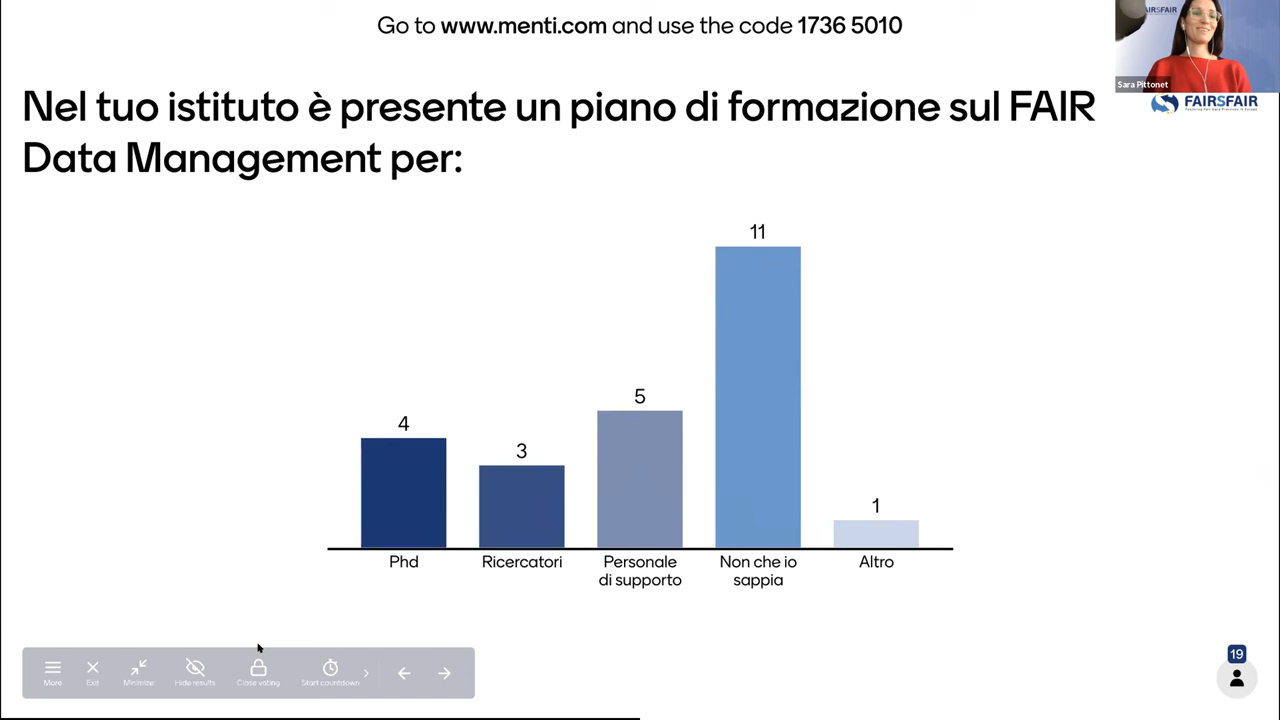 Go to www.menti.com and use the code 1736 5010
AIRSFAIR
Sara Pittonet
FAIRSFAIR
Nel tuo istituto è presente un piano di formazione sul FAIR
Data Management per:
11
5
4
3
1
Phd
Ricercatori
Personale
di supporto
Non che io
sappia
Altro
More
Exit
Minimize
Hide results
Close voting
Start countdown
19